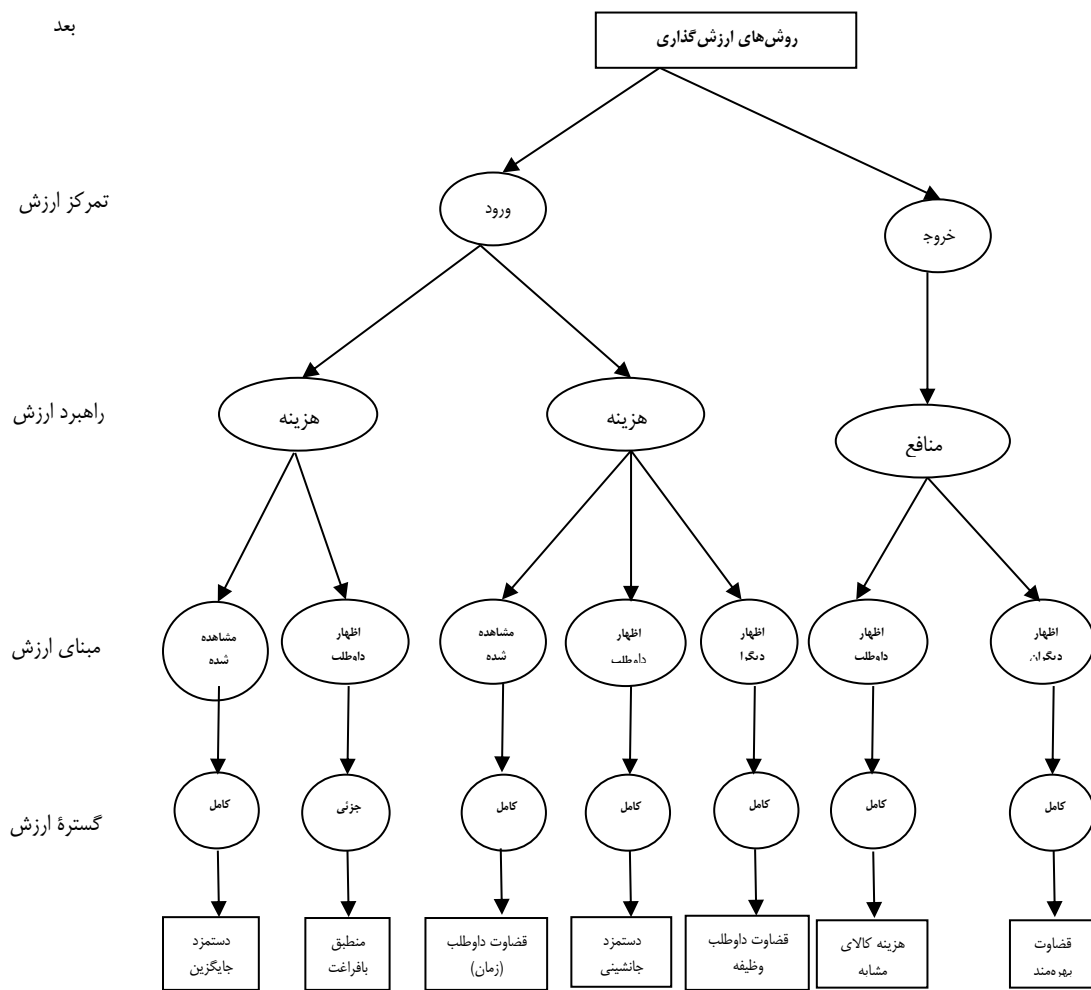 بعد
روش‌های ارزش‌گذاری
تمرکز ارزش
ورود
خروج
راهبرد ارزش
منافع
هزینه
هزینه
مبنای ارزش
اظهار
دیگران
اظهار
داوطلب
اظهار
دیگرا
اظهار
داوطلب
مشاهده
شده
اظهار
داوطلب
مشاهده
شده
گسترۀ ارزش
کامل
کامل
کامل
کامل
کامل
جزئی
کامل
قضاوت
بهره‌مند
هزینه کالای
مشابه
قضاوت داوطلب
وظیفه
دستمزد
جانشینی
قضاوت داوطلب
(زمان)
منطبق
بافراغت
دستمزد
جایگزین